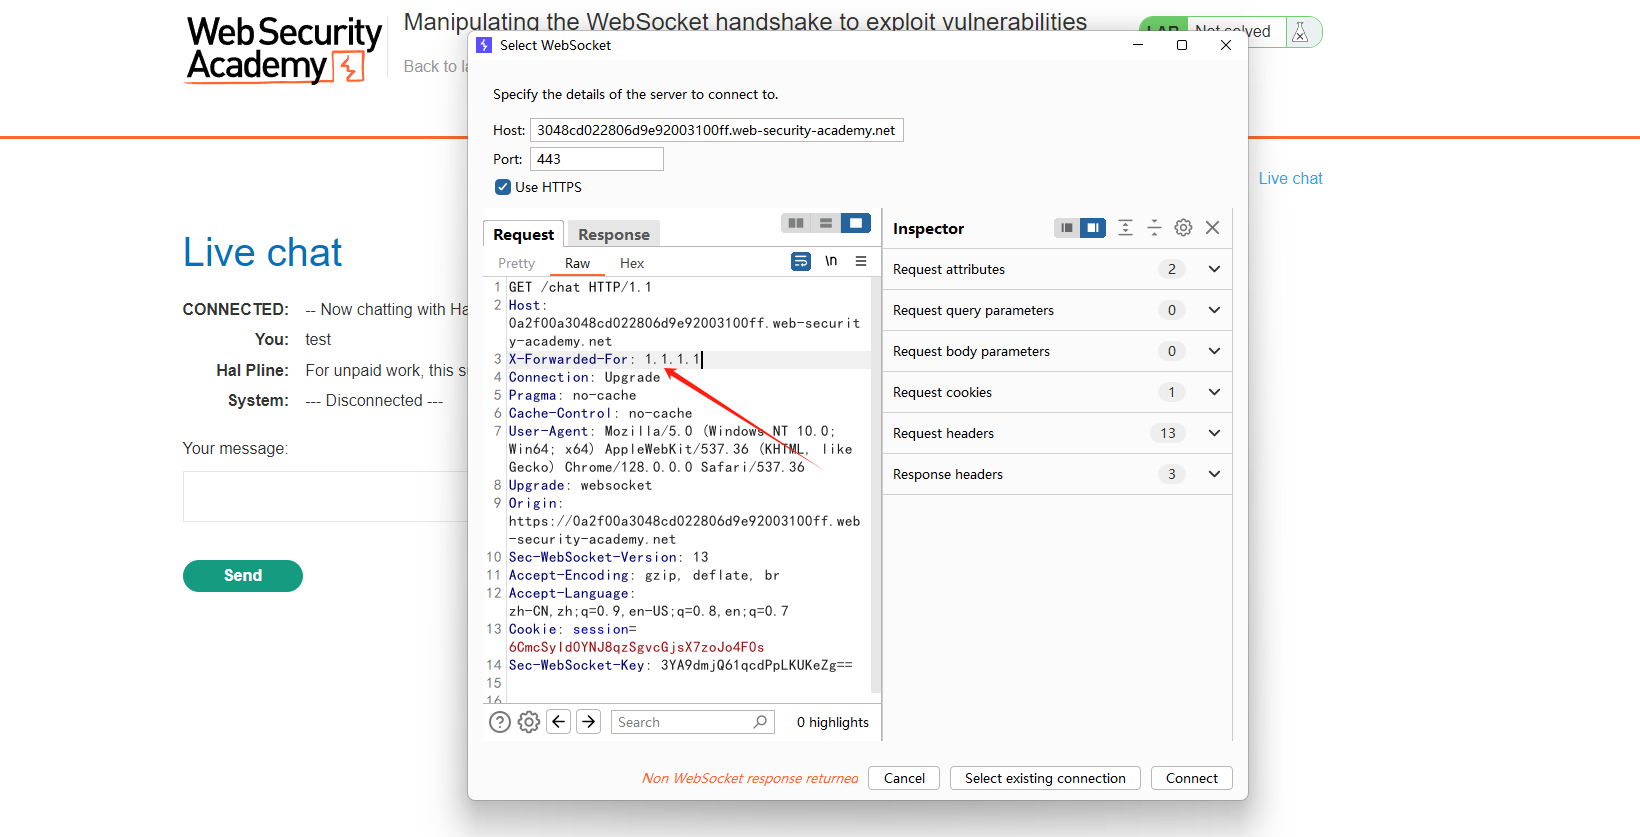 Web Security
Academy
Manipulating the WebSocket handshake to exploit vulnerabilities
Back to la
LAB
Not solved
Select WebSocket
Specify the details of the server to connect to.
Host: 3048cd022806d9e92003100ff.web-security-academy.net
Port: 443
Use HTTPS
Live chat
Live chat
CONNECTED: -- Now chatting with Ha
You: test
Hal Pline: For unpaid work, this s
System: --- Disconnected ---
Your message:
Send
Request Response
Pretty Raw Hex \n
1 GET /chat HTTP/1.1
2 Host:
0a2f00a3048cd022806d9e92003100ff.web-securit
y-academy.net
3 X-Forwarded-For: 1.1.1.1
4 Connection: Upgrade
5 Pragma: no-cache
6 Cache-Control: no-cache
7 User-Agent: Mozilla/5.0 (Windows NT 10.0;
Win64; x64) AppleWebKit/537.36 (KHTML, like
Gecko) Chrome/128.0.0.0 Safari/537.36
8 Upgrade: websocket
9 Origin:
https://0a2f00a3048cd022806d9e92003100ff.web
-security-academy.net
10 Sec-WebSocket-Version: 13
11 Accept-Encoding: gzip, deflate, br
12 Accept-Language:
zh-CN,zh;q=0.9,en-US;q=0.8,en;q=0.7
13 Cookie: session=
6CmcSyld0YNJ8qzSgvcGjsX7zoJo4F0s
14 Sec-WebSocket-Key: 3YA9dmjQ61qcdPpLKUKeZg==
15
16
Inspector
Request attributes 2
Request query parameters 0
Request body parameters 0
Request cookies 1
Request headers 13
Response headers 3
Search
0 highlights
Non WebSocket response returned
Cancel
Select existing connection
Connect